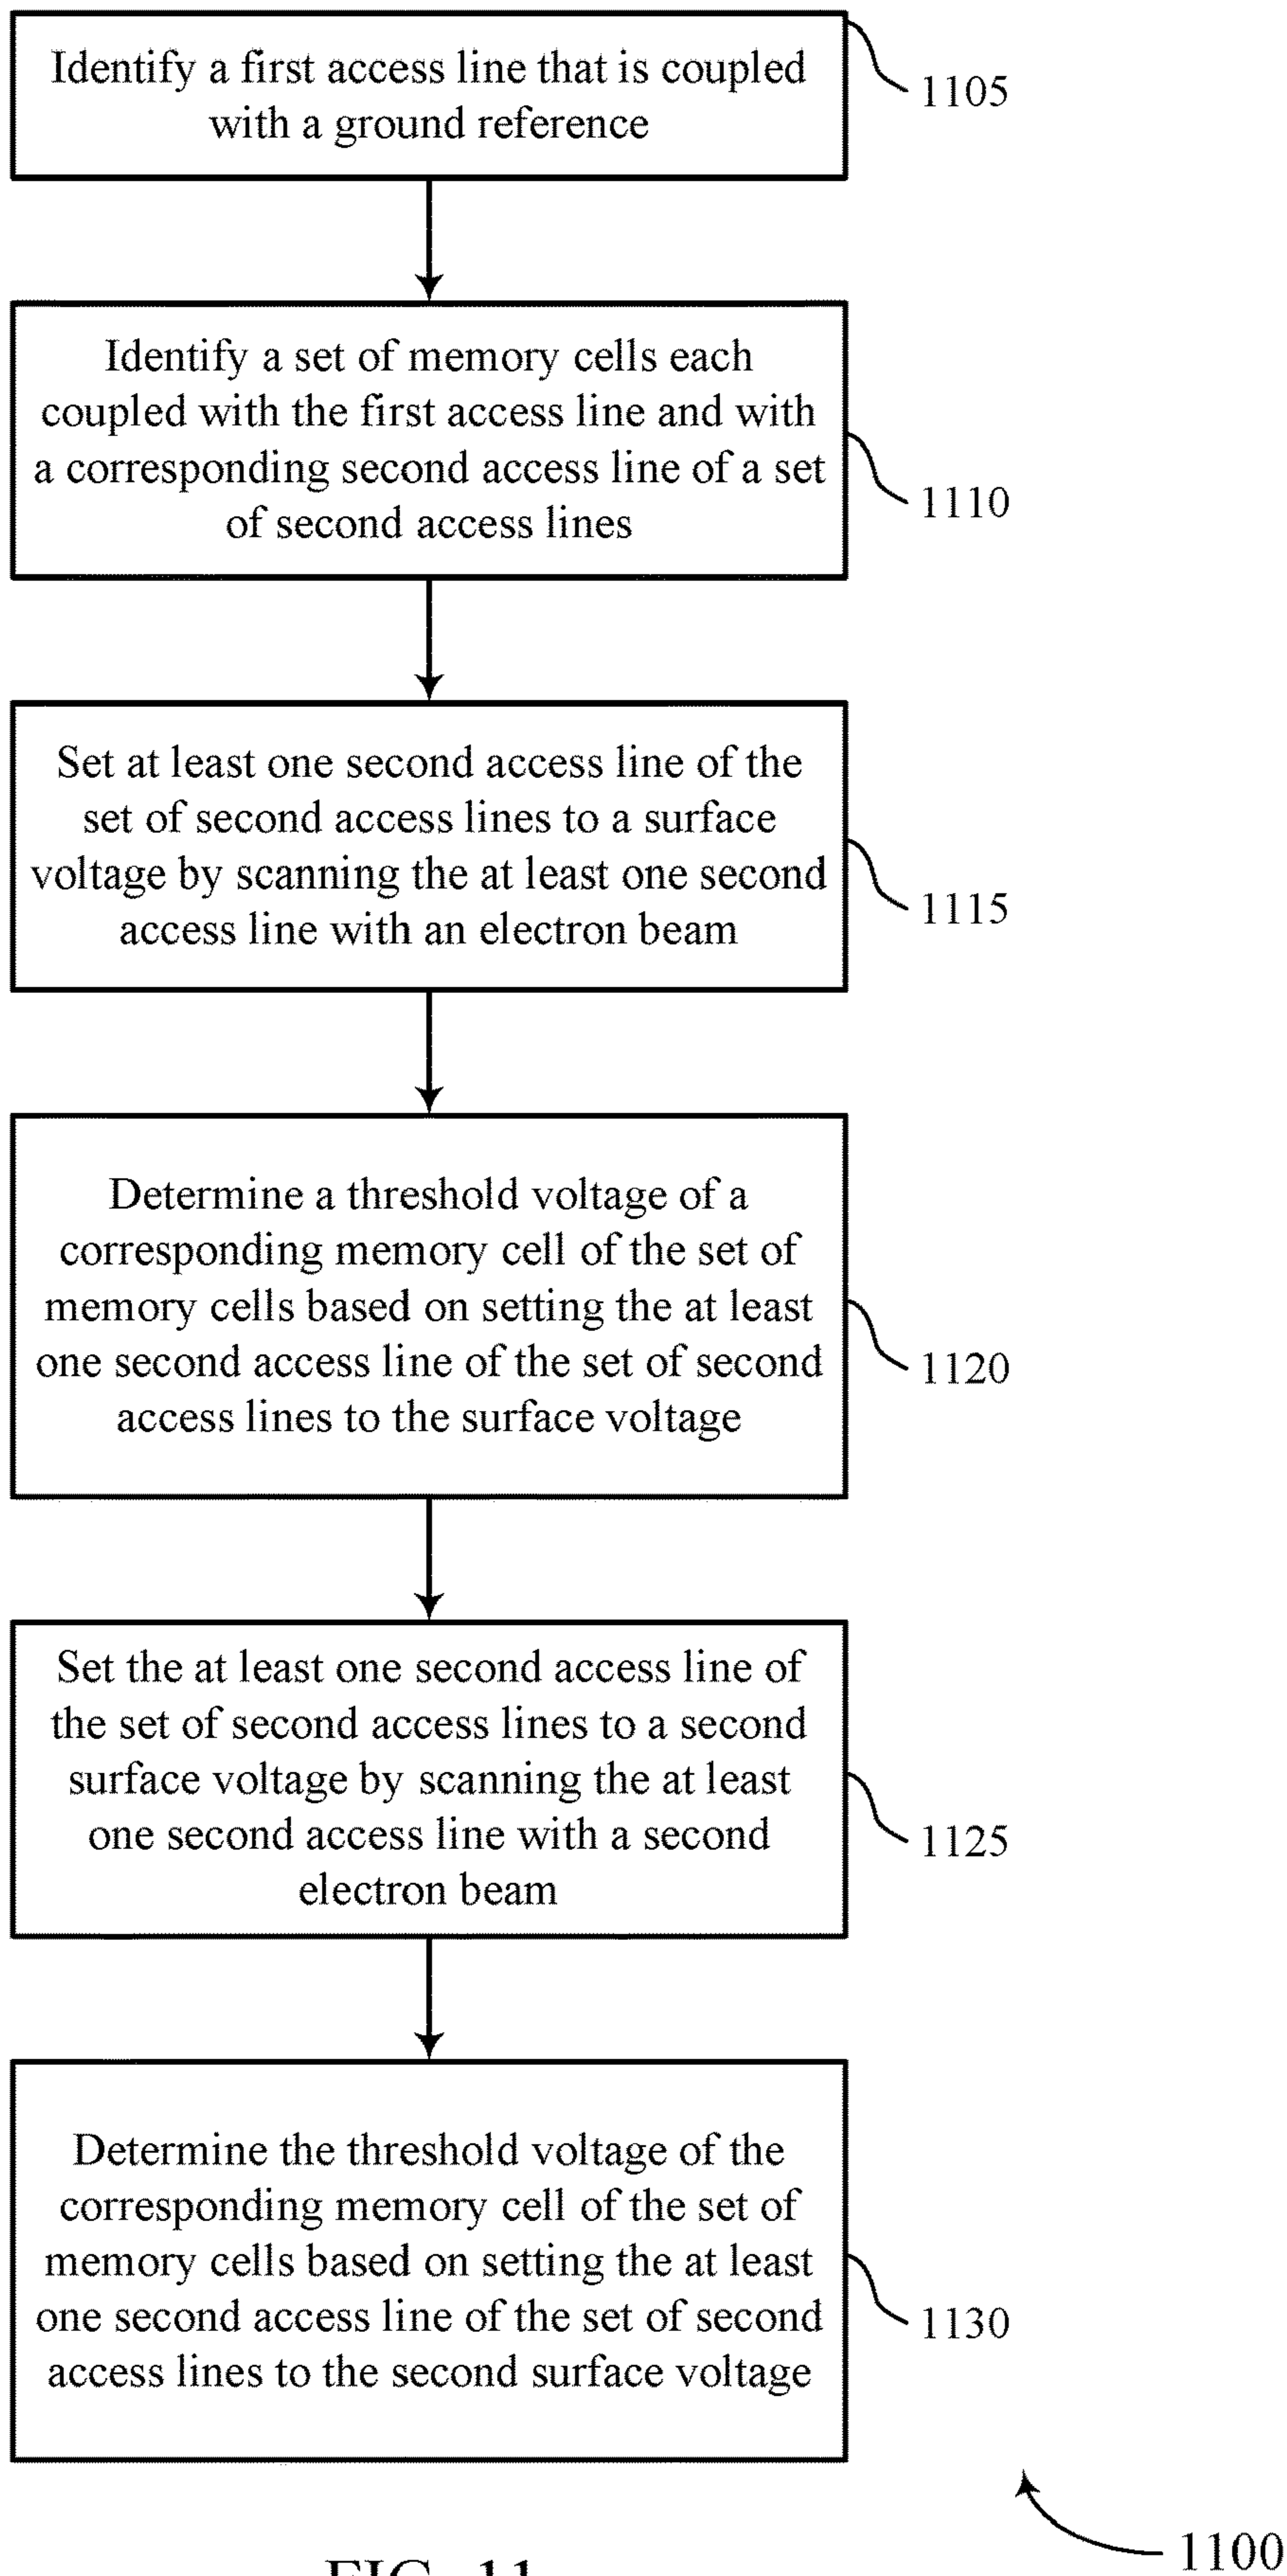 Identify a first access line that is coupled
with a ground reference
1105
Identify a set of memory cells each
coupled with the first access line and with
a corresponding second access line of a set
of second access lines
1110
Set at least one second access line of the
set of second access lines to a surface
voltage by scanning the at least one second
access line with an electron beam
1115
Determine a threshold voltage of a
corresponding memory cell of the set of
memory cells based on setting the at least
one second access line of the set of second
access lines to the surface voltage
1120
Set the at least one second access line of
the set of second access lines to a second
surface voltage by scanning the at least
one second access line with a second
electron beam
1125
Determine the threshold voltage of the
corresponding memory cell of the set of
memory cells based on setting the at least
one second access line of the set of second
access lines to the second surface voltage
1130
1100
FIG. 11